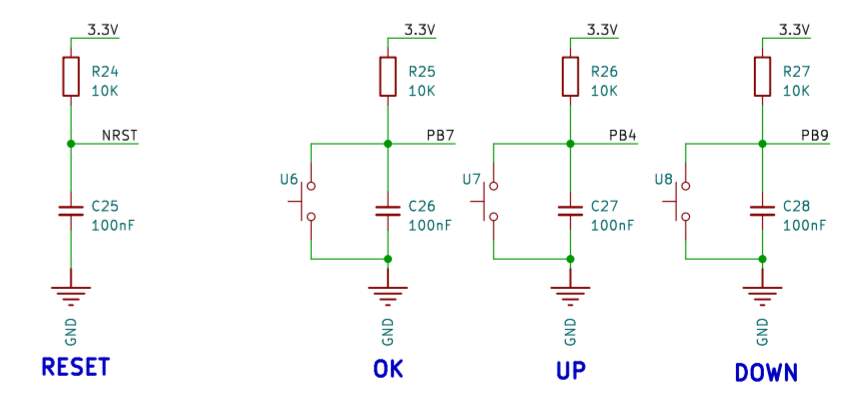 3.3V
R24
10K
NRST
C25
100nF
GND
RESET
3.3V
R25
10K
PB7
U6
C26
100nF
GND
OK
3.3V
R26
10K
PB4
U7
C27
100nF
GND
UP
3.3V
R27
10K
PB9
U8
C28
100nF
GND
DOWN